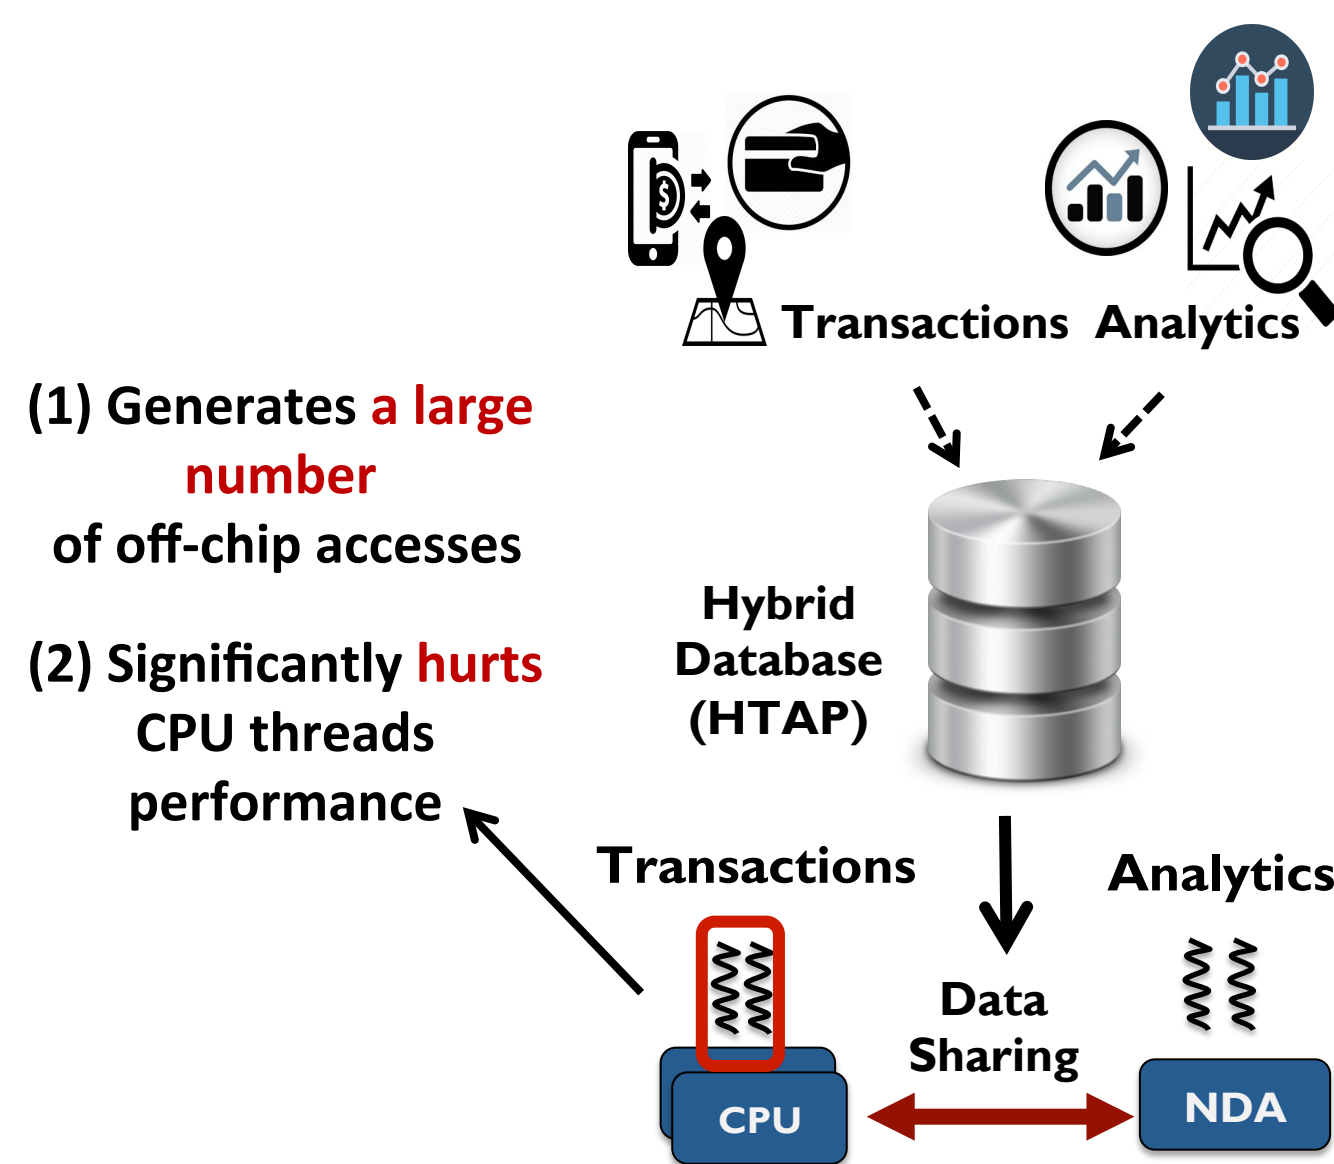 Transactions Analytics
(1) Generates a large
number
of off-chip accesses
(2) Significantly hurts
CPU threads
performance
Hybrid
Database
(HTAP)
Transactions
Analytics
Data
Sharing
CPU
NDA
$